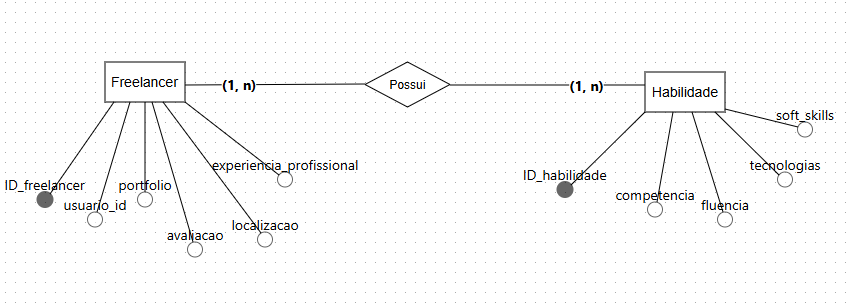 Freelancer
(1, n)
Possui
(1, n)
Habilidade
soft_skills
experiencia_profissional
tecnologias
ID_freelancer
portfolio
ID_habilidade
usuario_id
competencia
fluencia
avaliacao
localizacao